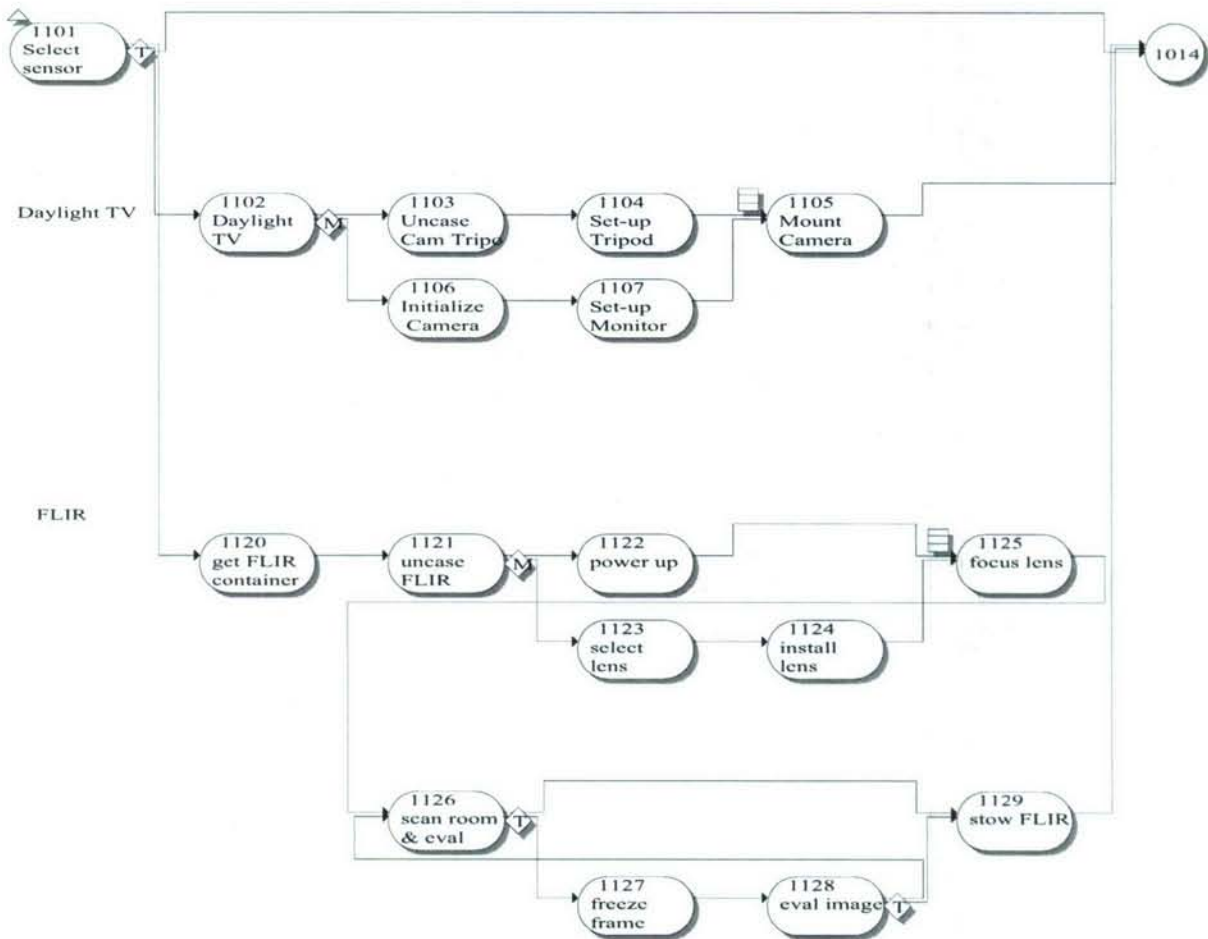 1101
Select
sensor
T
1014
Daylight TV
1102
Daylight
TV
M
1103
Uncase
Cam Tripo
1104
Set-up
Tripod
1105
Mount
Camera
1106
Initialize
Camera
1107
Set-up
Monitor
FLIR
1120
get FLIR
container
1121
uncase
FLIR
M
1122
power up
1125
focus lens
1123
select
lens
1124
install
lens
1126
scan room
& eval
T
1129
stow FLIR
1127
freeze
frame
1128
eval image
T